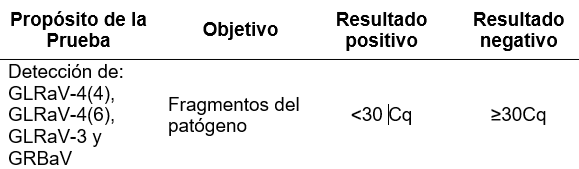 Propósito de la Prueba
Objetivo
Resultado positivo
Resultado negativo
Detección de:
GLRaV-4(4),
GLRaV-4(6),
GLRaV-3 y
GRBaV
Fragmentos del
patógeno
<30 Cq
≥30Cq